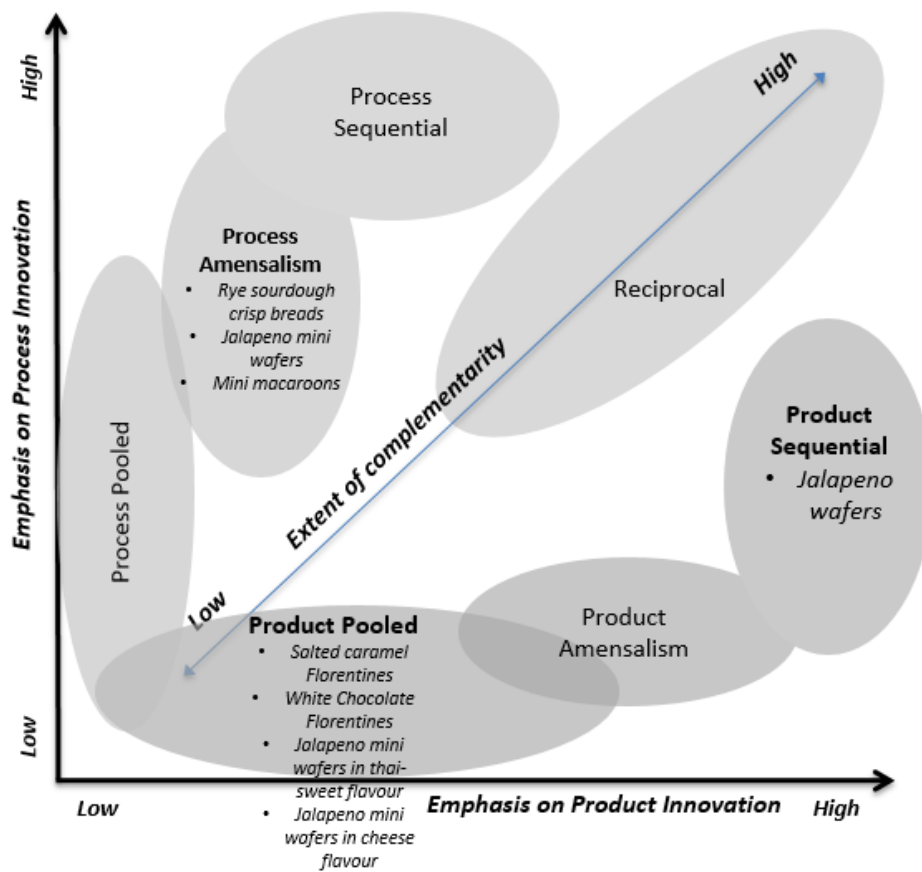 High
Emphasis on Process Innovation
Low
Process
Sequential
High
Process
Amensalism
• Rye sourdough
crisp breads
• Jalapeno mini
wafers
• Mini macaroons
Reciprocal
Extent of complementarity
Process Pooled
Product
Sequential
• Jalapeno
wafers
Low
Product Pooled
• Salted caramel
Florentines
• White Chocolate
Florentines
• Jalapeno mini
wafers in thai-
sweet flavour
• Jalapeno mini
wafers in cheese
flavour
Product
Amensalism
Low
Emphasis on Product Innovation
High